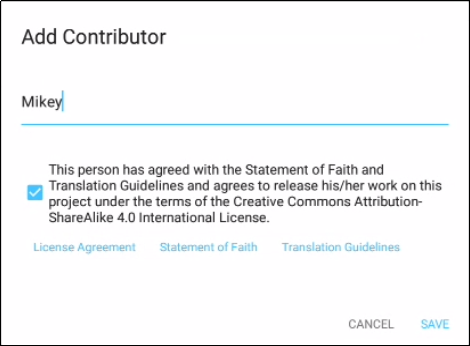 Add Contributor
Mikey
This person has agreed with the Statement of Faith and
Translation Guidelines and agrees to release his/her work on this
project under the terms of the Creative Commons Attribution-
ShareAlike 4.0 International License.
License Agreement Statement of Faith Translation Guidelines
CANCEL SAVE